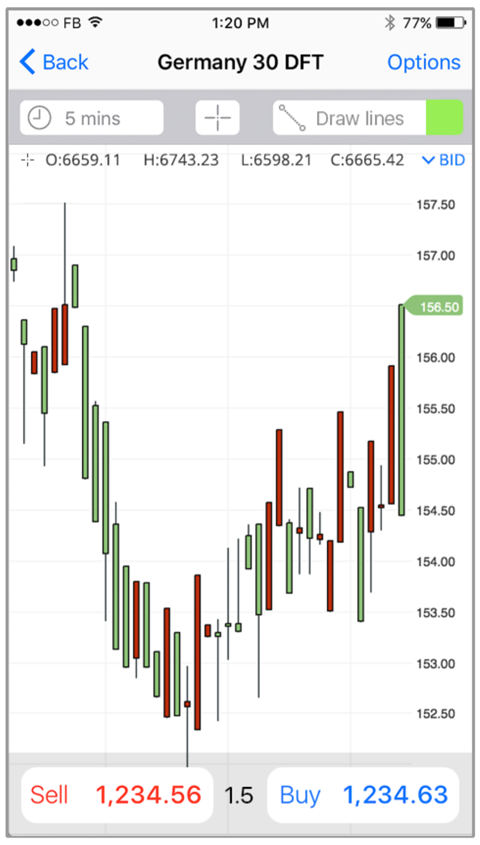 FB 1:20 PM 77%
Back Germany 30 DFT Options
5 mins Draw lines
O:6659.11 H:6743.23 L:6598.21 C:6665.42 BID
157.50
157.00
156.50
156.00
155.50
155.00
154.50
154.00
153.50
153.00
152.50
Sell 1,234.56 1.5 Buy 1,234.63